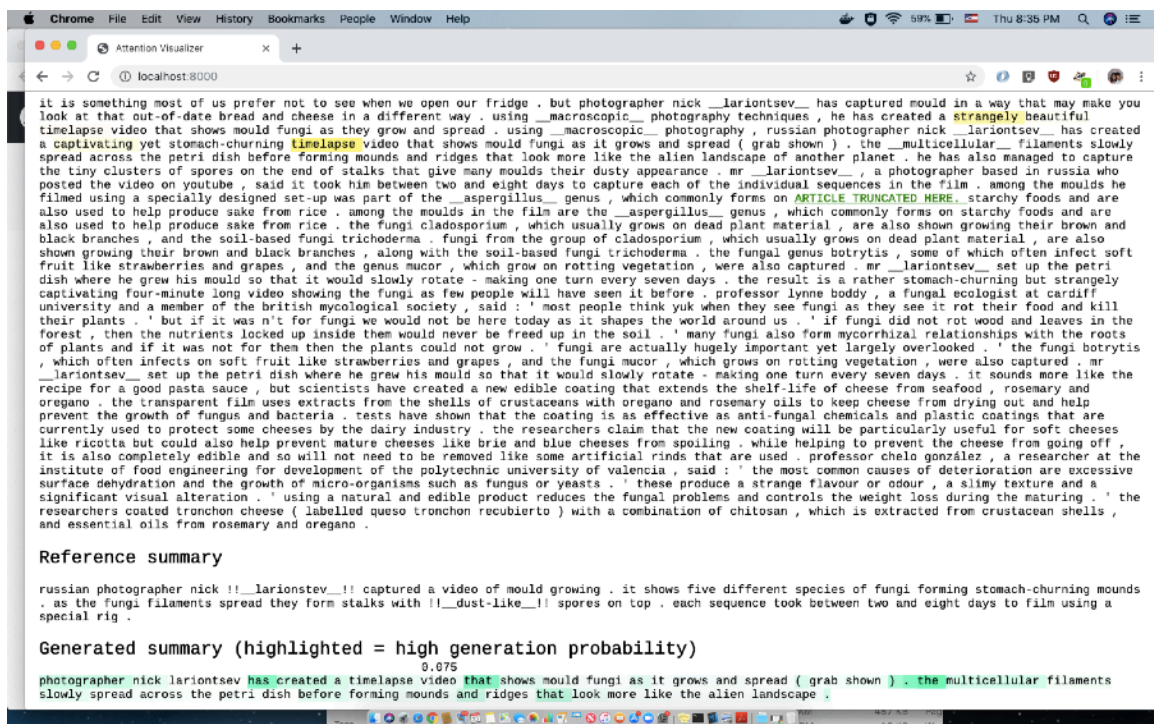 Chrome File Edit View History Bookmarks People Window Help 59% Thu 8:35 PM
Attention Visualizer × +
localhost:8000
it is something most of us prefer not to see when we open our fridge . but photographer nick __lariontsev__ has captured mould in a way that may make you
look at that out-of-date bread and cheese in a different way . using __macroscopic__ photography techniques , he has created a strangely beautiful
timelapse video that shows mould fungi as they grow and spread . using __macroscopic__ photography , russian photographer nick __lariontsev__ has created
a captivating yet stomach-churning timelapse video that shows mould fungi as it grows and spread ( grab shown ) . the __multicellular__ filaments slowly
spread across the petri dish before forming mounds and ridges that look more like the alien landscape of another planet . he has also managed to capture
the tiny clusters of spores on the end of stalks that give many moulds their dusty appearance . mr __lariontsev__ , a photographer based in russia who
posted the video on youtube , said it took him between two and eight days to capture each of the individual sequences in the film . among the moulds he
filmed using a specially designed set-up was part of the __aspergillus__ genus , which commonly forms on ARTICLE TRUNCATED HERE. starchy foods and are
also used to help produce sake from rice . among the moulds in the film are the __aspergillus__ genus , which commonly forms on starchy foods and are
also used to help produce sake from rice . the fungi cladosporium , which usually grows on dead plant material , are also shown growing their brown and
black branches , and the soil-based fungi trichoderma . fungi from the group of cladosporium , which usually grows on dead plant material , are also
shown growing their brown and black branches , along with the soil-based fungi trichoderma . the fungal genus botrytis , some of which often infect soft
fruit like strawberries and grapes , and the genus mucor , which grow on rotting vegetation , were also captured . mr __lariontsev__ set up the petri
dish where he grew his mould so that it would slowly rotate - making one turn every seven days . the result is a rather stomach-churning but strangely
captivating four-minute long video showing the fungi as few people will have seen it before . professor lynne boddy , a fungal ecologist at cardiff
university and a member of the british mycological society , said : ' most people think yuk when they see fungi as they see it rot their food and kill
their plants . ' but if it was n't for fungi we would not be here today as it shapes the world around us . ' if fungi did not rot wood and leaves in the
forest , then the nutrients locked up inside them would never be freed up in the soil . ' many fungi also form mycorrhizal relationships with the roots
of plants and if it was not for them then the plants could not grow . ' fungi are actually hugely important yet largely overlooked . ' the fungi botrytis
, which often infects on soft fruit like strawberries and grapes , and the fungi mucor , which grows on rotting vegetation , were also captured . mr
__lariontsev__ set up the petri dish where he grew his mould so that it would slowly rotate - making one turn every seven days . it sounds more like the
recipe for a good pasta sauce , but scientists have created a new edible coating that extends the shelf-life of cheese from seafood , rosemary and
oregano . the transparent film uses extracts from the shells of crustaceans with oregano and rosemary oils to keep cheese from drying out and help
prevent the growth of fungus and bacteria . tests have shown that the coating is as effective as anti-fungal chemicals and plastic coatings that are
currently used to protect some cheeses by the dairy industry . the researchers claim that the new coating will be particularly useful for soft cheeses
like ricotta but could also help prevent mature cheeses like brie and blue cheeses from spoiling . while helping to prevent the cheese from going off ,
it is also completely edible and so will not need to be removed like some artificial rinds that are used . professor chelo gonzález , a researcher at the
institute of food engineering for development of the polytechnic university of valencia , said : ' the most common causes of deterioration are excessive
surface dehydration and the growth of micro-organisms such as fungus or yeasts . ' these produce a strange flavour or odour , a slimy texture and a
significant visual alteration . ' using a natural and edible product reduces the fungal problems and controls the weight loss during the maturing . ' the
researchers coated tronchon cheese ( labelled queso tronchon recubierto ) with a combination of chitosan , which is extracted from crustacean shells ,
and essential oils from rosemary and oregano .
Reference summary
russian photographer nick !!__larionstev__!! captured a video of mould growing . it shows five different species of fungi forming stomach-churning mounds
. as the fungi filaments spread they form stalks with !!__dust-like__!! spores on top . each sequence took between two and eight days to film using a
special rig .
Generated summary (highlighted = high generation probability)
0.075
photographer nick lariontsev has created a timelapse video that shows mould fungi as it grows and spread ( grab shown ) . the multicellular filaments
slowly spread across the petri dish before forming mounds and ridges that look more like the alien landscape .